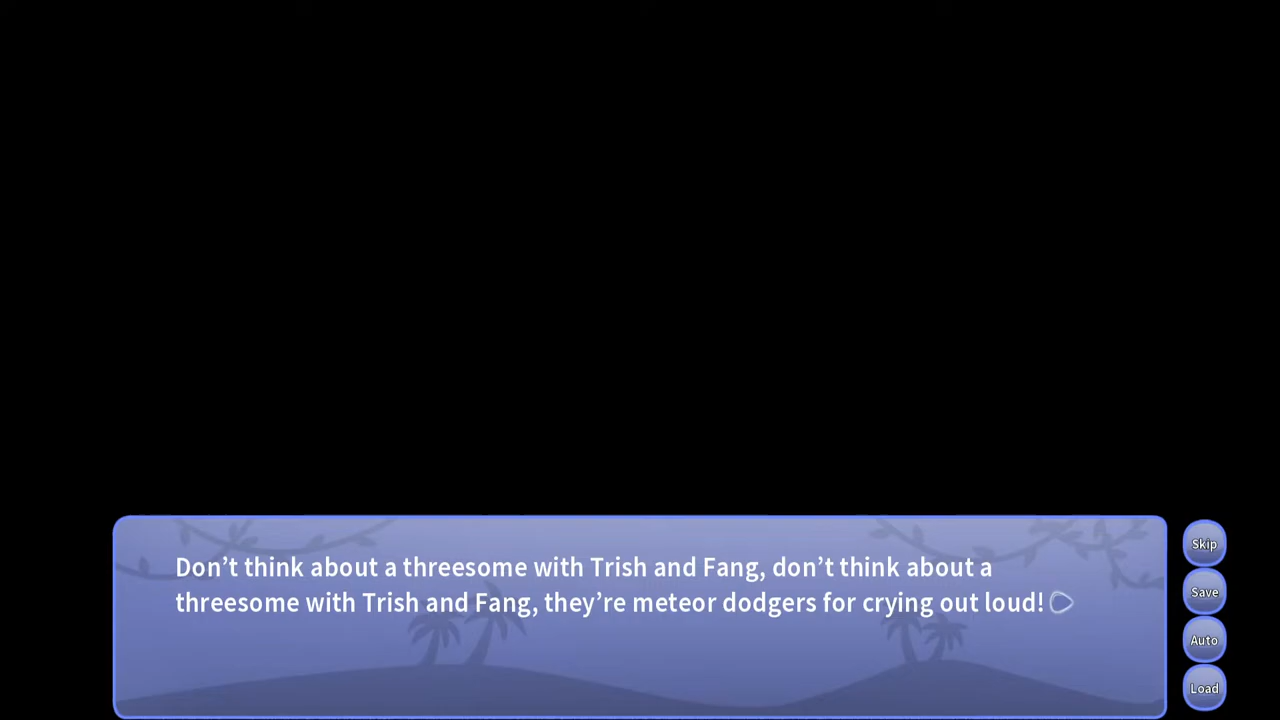 Don’t think about a threesome with Trish and Fang, don’t think about a
threesome with Trish and Fang, they’re meteor dodgers for crying out loud!
Skip
Save
Auto
Load